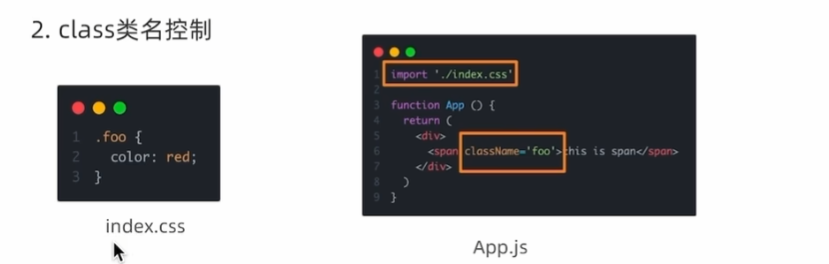 2. class类名控制
1 .foo {
2 color: red;
3 }
index.css
1 import './index.css'
2
3 function App () {
4 return (
5 <div>
6 <span className='foo'>this is span</span>
7 </div>
8 )
9 }
App.js